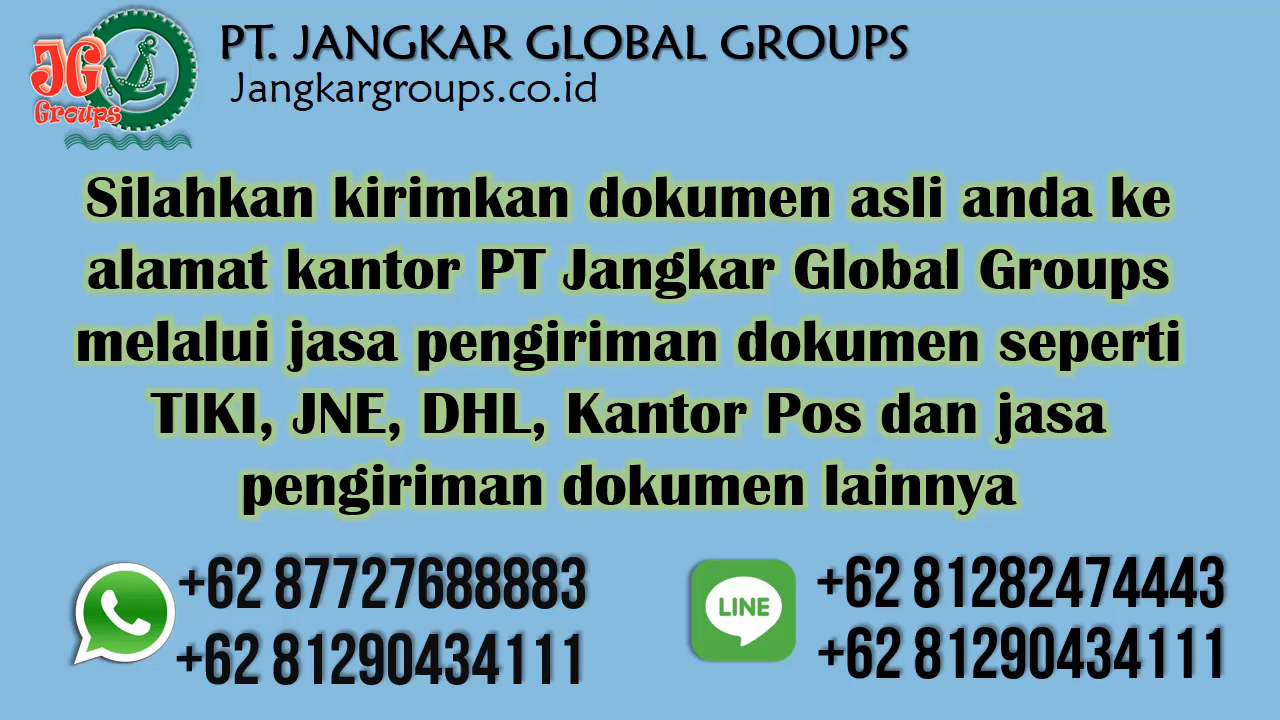 JG
Groups
PT. JANGKAR GLOBAL GROUPS
Jangkargroups.co.id
Silahkan kirimkan dokumen asli anda ke
alamat kantor PT Jangkar Global Groups
melalui jasa pengiriman dokumen seperti
TIKI, JNE, DHL, Kantor Pos dan jasa
pengiriman dokumen lainnya
+62 87727688883
+62 81290434111
LINE
+62 81282474443
+62 81290434111